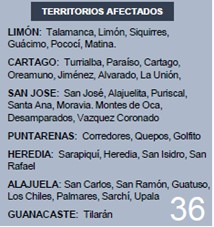 TERRITORIOS AFECTADOS
LIMÓN: Talamanca, Limón, Siquirres,
Guácimo, Pococí, Matina.
CARTAGO: Turrialba, Paraíso, Cartago,
Oreamuno, Jiménez, Alvarado, La Unión,
SAN JOSE: San José, Alajuelita, Puriscal,
Santa Ana, Moravia. Montes de Oca,
Desamparados, Vazquez Coronado
PUNTARENAS: Corredores, Quepos, Golfito
HEREDIA: Sarapiquí, Heredia, San Isidro, San
Rafael
ALAJUELA: San Carlos, San Ramón, Guatuso,
Los Chiles, Palmares, Sarchí, Upala
GUANACASTE: Tilarán
36